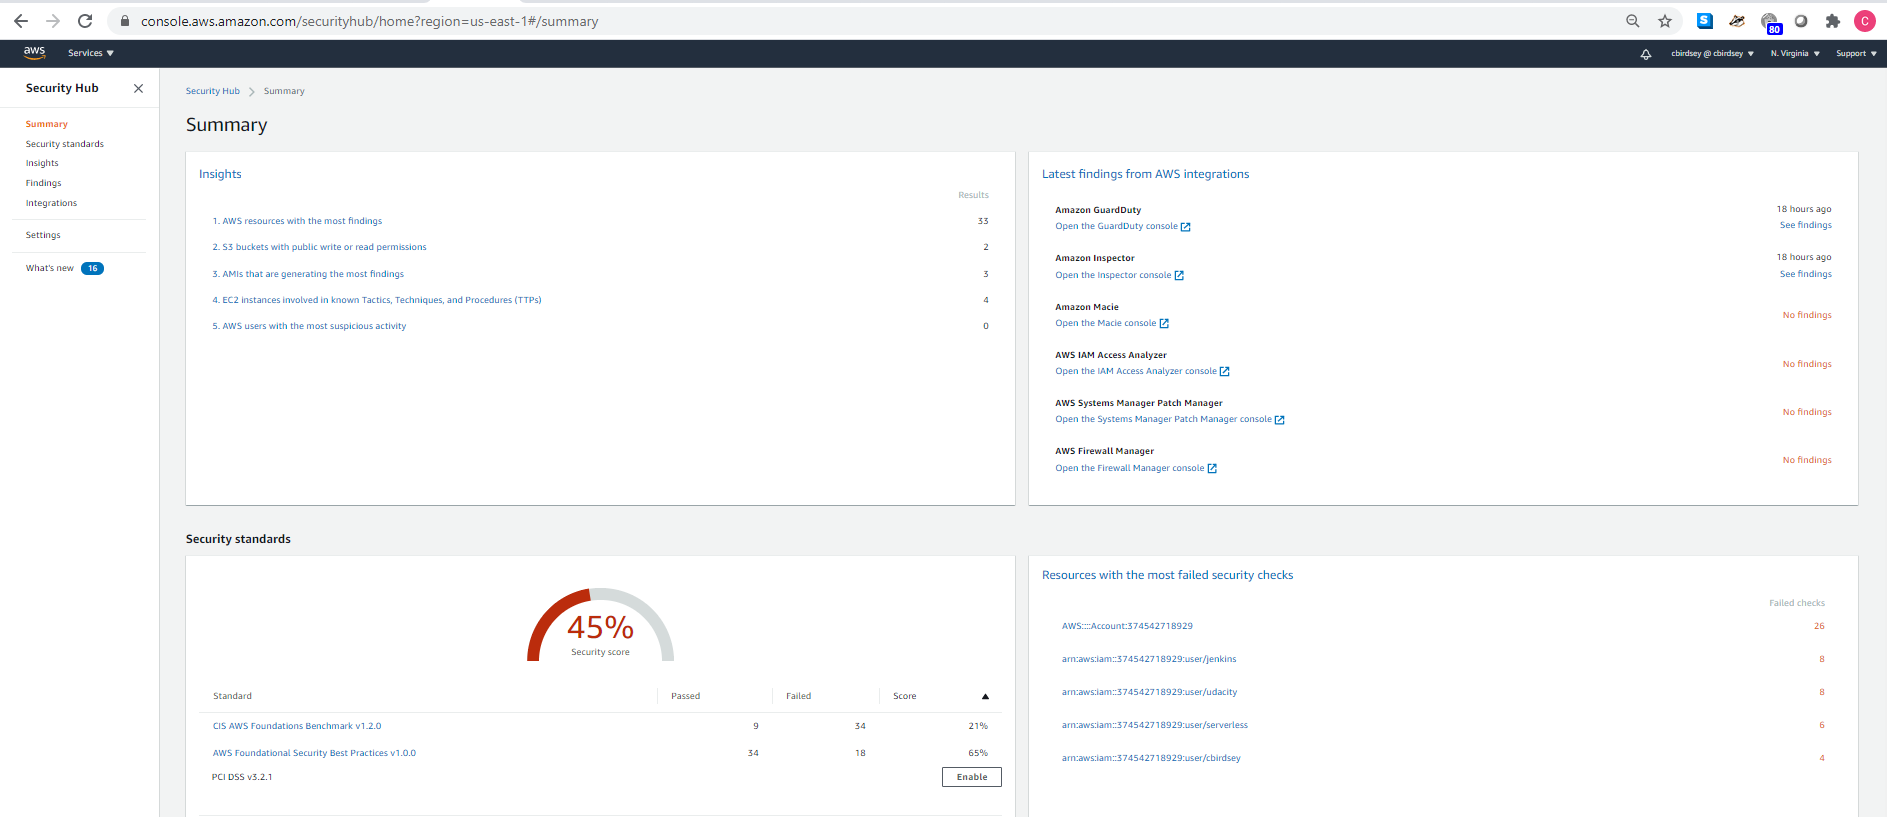 console.aws.amazon.com/securityhub/home?region=us-east-1#/summary
S
80
C
aws
Services
cbirdsey @ cbirdsey
N. Virginia
Support
Security Hub
Summary
Security standards
Insights
Findings
Integrations
Settings
What's new 16
Security Hub > Summary
Summary
Insights
Results
1. AWS resources with the most findings 33
2. S3 buckets with public write or read permissions 2
3. AMIs that are generating the most findings 3
4. EC2 instances involved in known Tactics, Techniques, and Procedures (TTPs) 4
5. AWS users with the most suspicious activity 0
Latest findings from AWS integrations
Amazon GuardDuty 18 hours ago
Open the GuardDuty console See findings
Amazon Inspector 18 hours ago
Open the Inspector console See findings
Amazon Macie
Open the Macie console No findings
AWS IAM Access Analyzer
Open the IAM Access Analyzer console No findings
AWS Systems Manager Patch Manager
Open the Systems Manager Patch Manager console No findings
AWS Firewall Manager
Open the Firewall Manager console No findings
Security standards
45%
Security score
Standard Passed Failed Score
CIS AWS Foundations Benchmark v1.2.0 9 34 21%
AWS Foundational Security Best Practices v1.0.0 34 18 65%
PCI DSS v3.2.1 Enable
Resources with the most failed security checks
Failed checks
AWS::::Account:374542718929 26
arn:aws:iam::374542718929:user/jenkins 8
arn:aws:iam::374542718929:user/udacity 8
arn:aws:iam::374542718929:user/serverless 6
arn:aws:iam::374542718929:user/cbirdsey 4